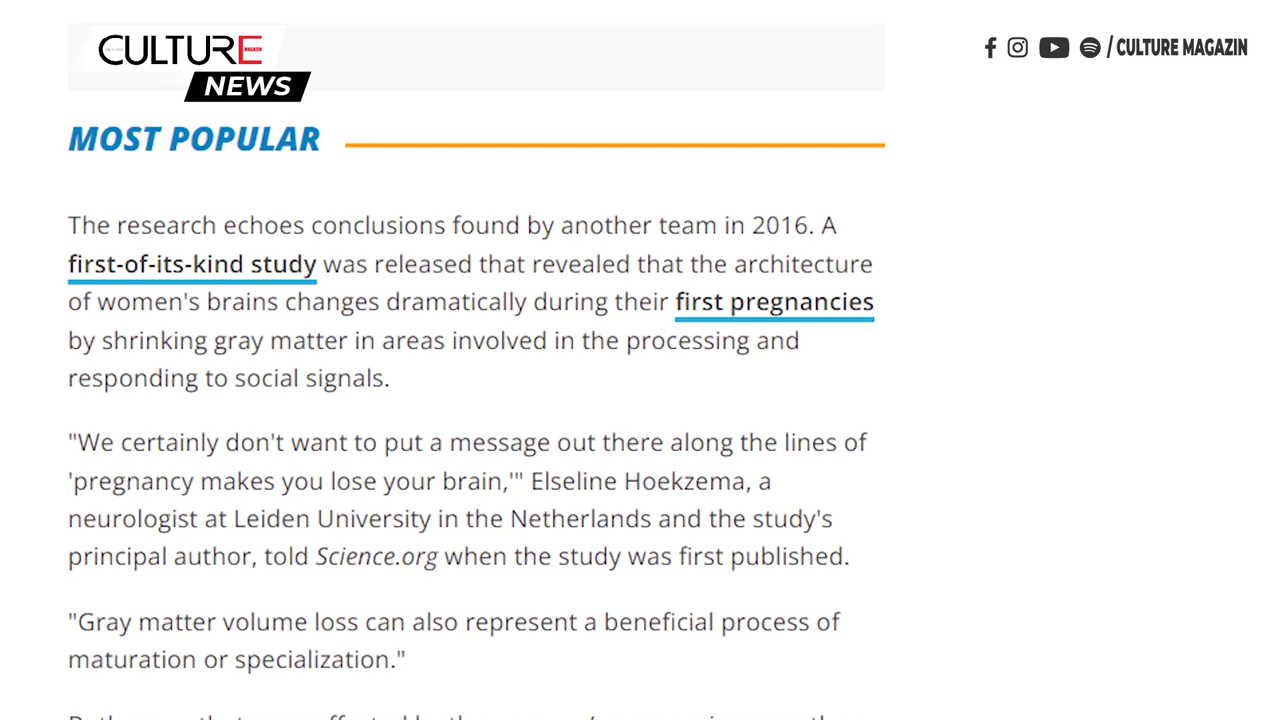 CULTURE
MAGAZIN
NEWS
/ CULTURE MAGAZIN
MOST POPULAR
The research echoes conclusions found by another team in 2016. A
first-of-its-kind study was released that revealed that the architecture
of women's brains changes dramatically during their first pregnancies
by shrinking gray matter in areas involved in the processing and
responding to social signals.
"We certainly don't want to put a message out there along the lines of
'pregnancy makes you lose your brain,'" Elseline Hoekzema, a
neurologist at Leiden University in the Netherlands and the study's
principal author, told Science.org when the study was first published.
"Gray matter volume loss can also represent a beneficial process of
maturation or specialization."